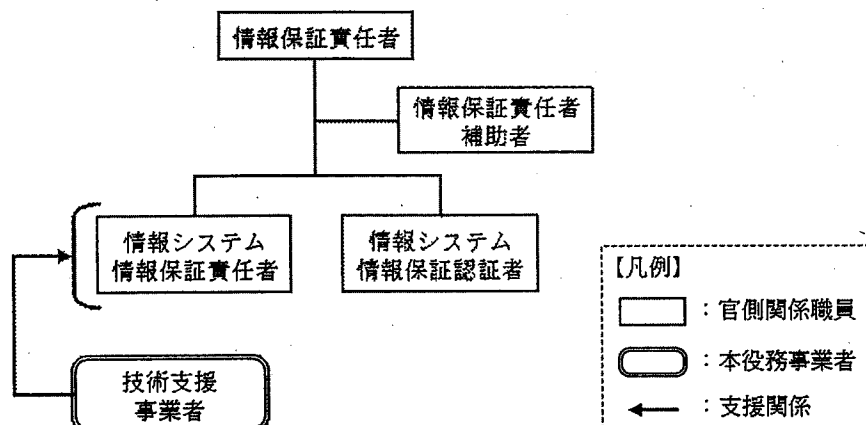 情報保証責任者
情報保証責任者
補助者
情報システム
情報保証責任者
情報システム
情報保証認証者
技術支援
事業者
【凡例】
：官側関係職員
：本役務事業者
：支援関係